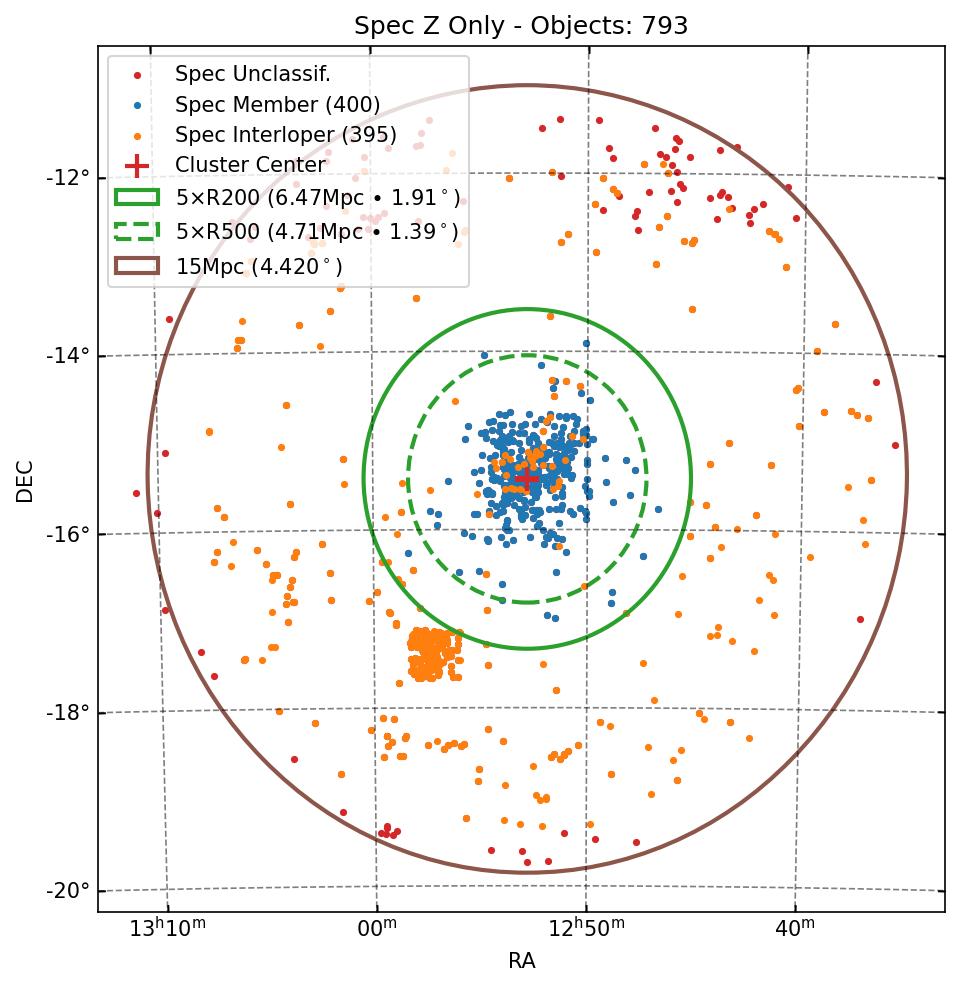 Spec Z Only - Objects: 793
Spec Unclassif.
Spec Member (400)
Spec Interloper (395)
Cluster Center
5×R200 (6.47Mpc • 1.91°)
5×R500 (4.71Mpc • 1.39°)
15Mpc (4.420°)
-12°
-14°
-16°
-18°
-20°
DEC
13ʰ10ᵐ 00ᵐ 12ʰ50ᵐ 40ᵐ
RA